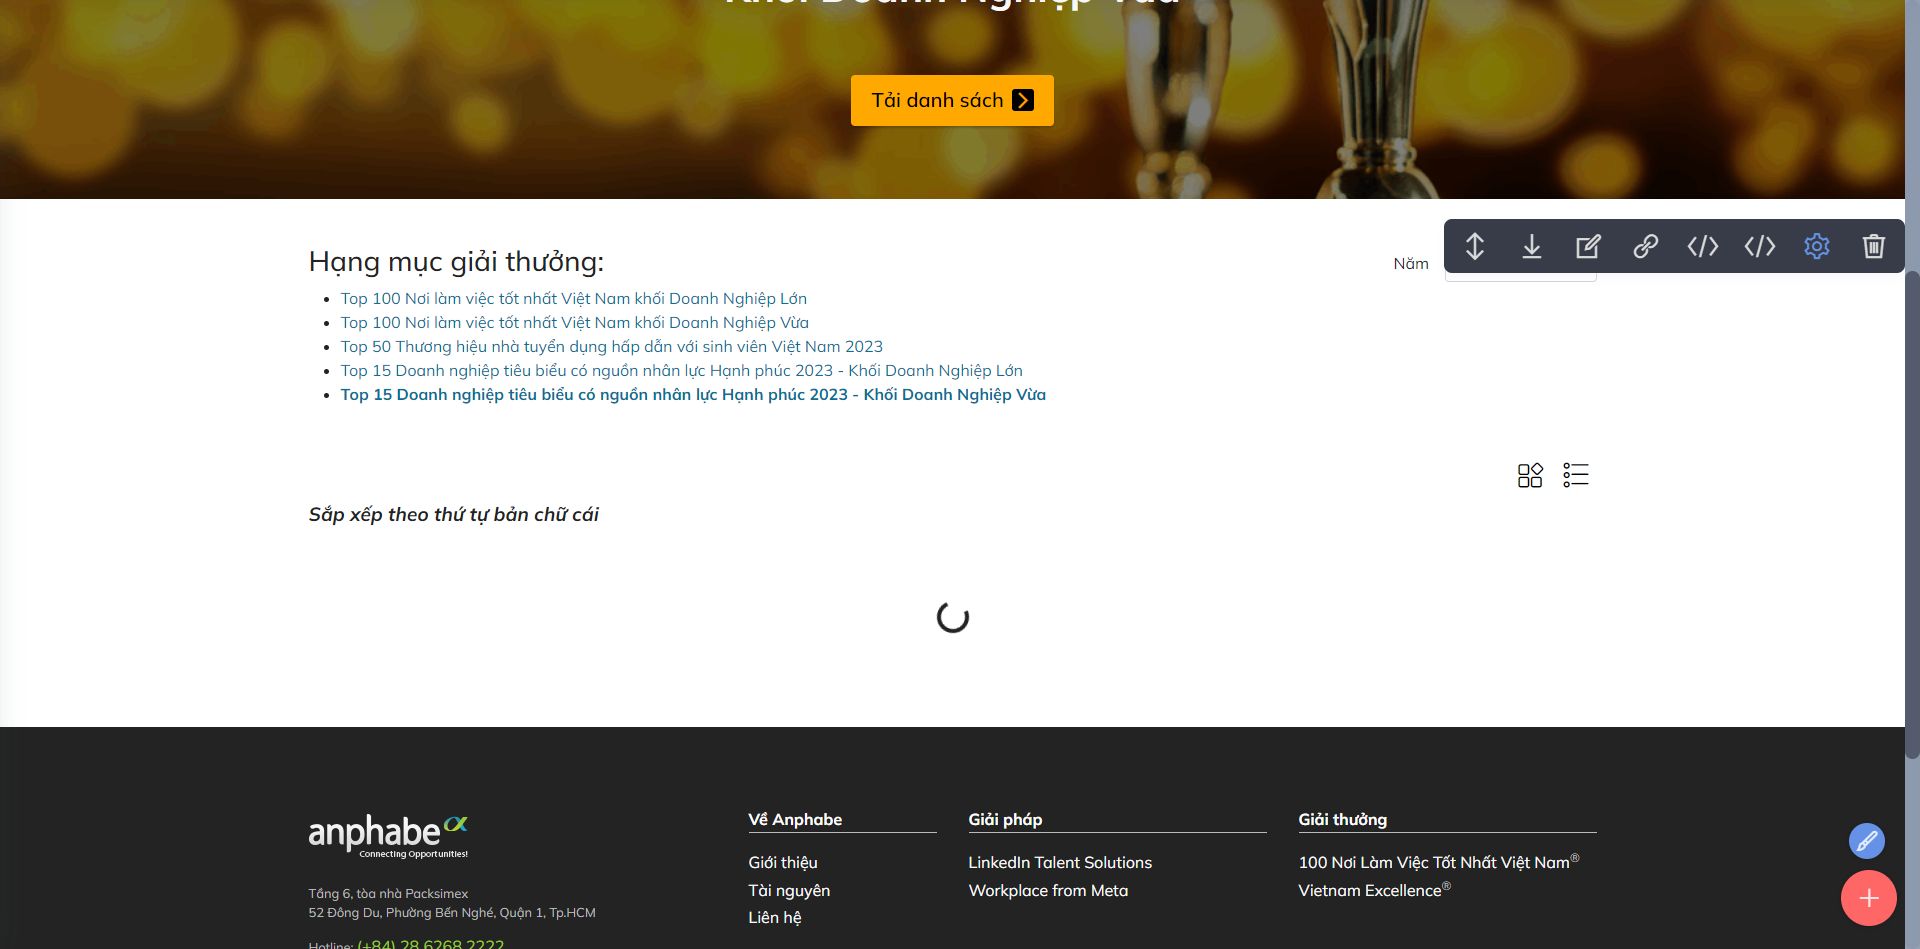 Khối Doanh Nghiệp Vừa
Tải danh sách
Hạng mục giải thưởng:
Năm
Top 100 Nơi làm việc tốt nhất Việt Nam khối Doanh Nghiệp Lớn
Top 100 Nơi làm việc tốt nhất Việt Nam khối Doanh Nghiệp Vừa
Top 50 Thương hiệu nhà tuyển dụng hấp dẫn với sinh viên Việt Nam 2023
Top 15 Doanh nghiệp tiêu biểu có nguồn nhân lực Hạnh phúc 2023 - Khối Doanh Nghiệp Lớn
Top 15 Doanh nghiệp tiêu biểu có nguồn nhân lực Hạnh phúc 2023 - Khối Doanh Nghiệp Vừa
Sắp xếp theo thứ tự bản chữ cái
anphabe
Connecting Opportunities!
Tầng 6, tòa nhà Packsimex
52 Đông Du, Phường Bến Nghé, Quận 1, Tp.HCM
Hotline: (+84) 28 6268 2222
Về Anphabe
Giới thiệu
Tài nguyên
Liên hệ
Giải pháp
LinkedIn Talent Solutions
Workplace from Meta
Giải thưởng
100 Nơi Làm Việc Tốt Nhất Việt Nam®
Vietnam Excellence®